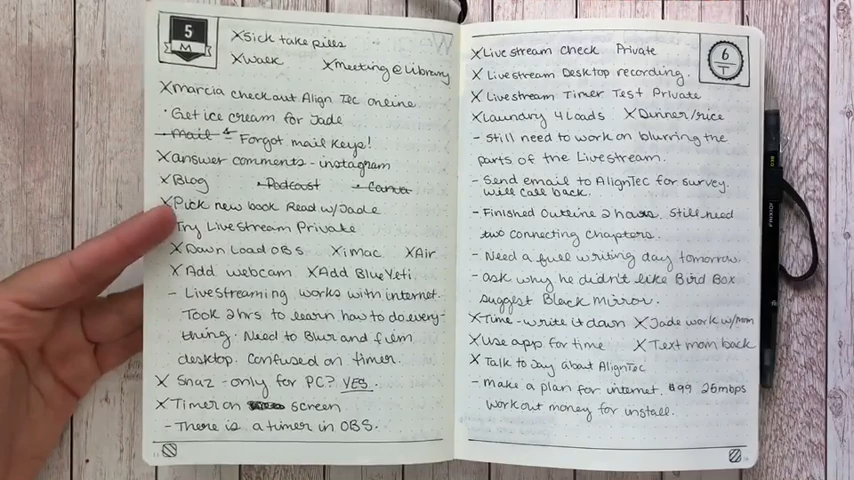 5
M
X Sick take pills
X Walk X Meeting @ Library
X Marcia check out Align Tec online
· Get ice cream for Jade
· Mail - Forgot mail keys!
X answer comments - instagram
X Blog · Podcast · Canva
X Pick new book Read w/Jade
Try LiveStream Private
X Down Load OBS X iMac X Air
X Add webcam X Add Blue Yeti
- Livestreaming works with internet.
Took 2 hrs to learn how to do every-
thing. Need to Blur and film
desktop. Confused on timer.
X Snaz - only for PC? YES.
X Timer on screen
- There is a timer in OBS.
6
T
X Livestream check Private
X Livestream Desktop recording.
X Livestream Timer Test Private
X Laundry 4 Loads X Dinner/rice
- Still need to work on blurring the
parts of the Livestream.
- Send email to AlignTec for survey.
will call back.
- Finished Outline 2 hours. Still need
two connecting chapters.
- Need a full writing day tomorrow.
- ask why he didn't like Bird Box
suggest Black Mirror.
X Time - write it down X Jade work w/mom
X Use app for time X Text mom back
X Talk to Jay about AlignTec
- make a plan for internet. $99 25mbps
workout money for install.